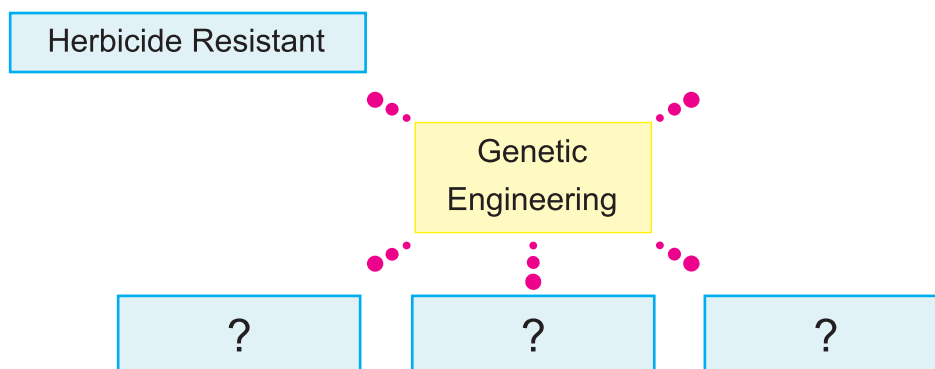 Herbicide Resistant
Genetic
Engineering
?
?
?